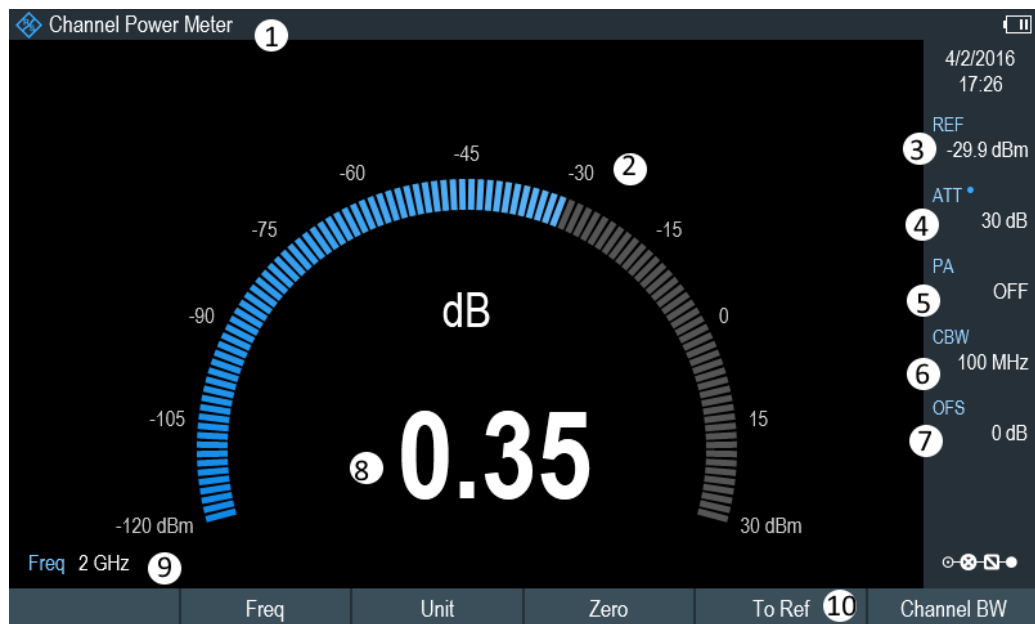 Channel Power Meter
1
4/2/2016
17:26
REF
3
-29.9 dBm
ATT
4
30 dB
PA
5
OFF
CBW
6
100 MHz
OFS
7
0 dB
-45
-60
-30
2
-75
-15
-90
0
-105
15
-120 dBm
30 dBm
dB
8
0.35
Freq 2 GHz
9
Freq
Unit
Zero
To Ref
10
Channel BW